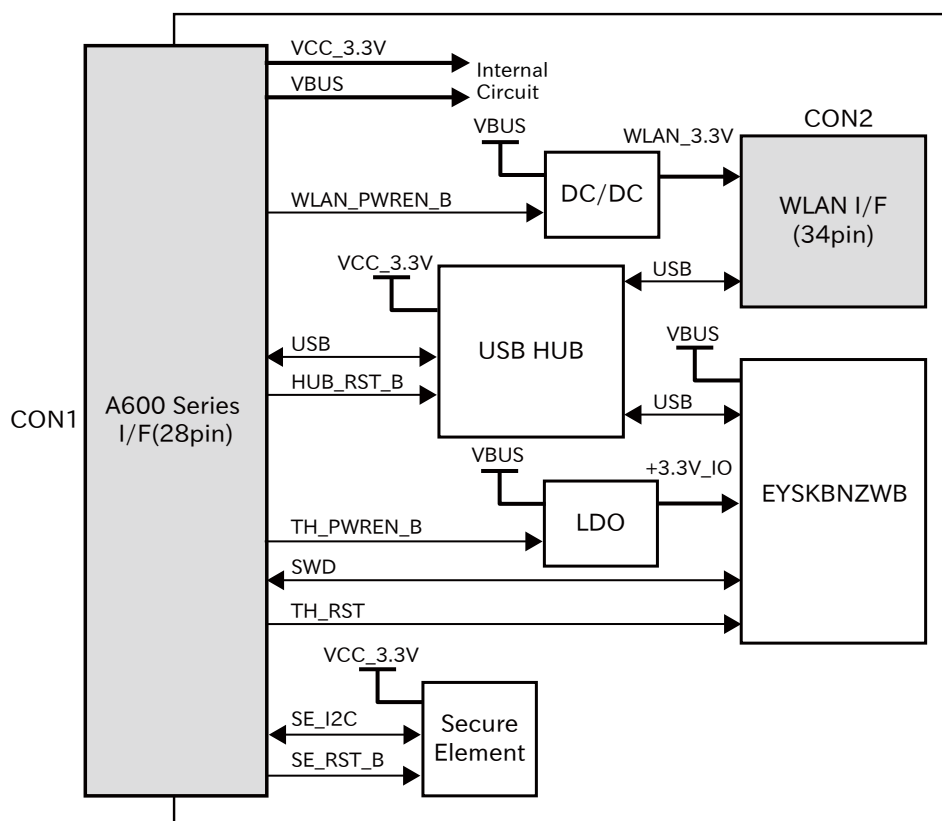 VCC_3.3V
VBUS
Internal
Circuit
CON2
VBUS
WLAN_3.3V
DC/DC
WLAN I/F
(34pin)
WLAN_PWREN_B
VCC_3.3V
USB
USB HUB
VBUS
USB
HUB_RST_B
USB
CON1
A600 Series
I/F(28pin)
VBUS
+3.3V_IO
EYSKBNZWB
LDO
TH_PWREN_B
SWD
TH_RST
VCC_3.3V
SE_I2C
Secure
Element
SE_RST_B